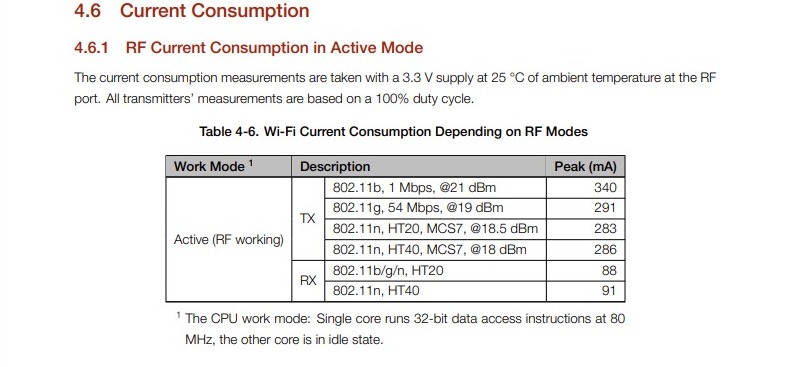 4.6 Current Consumption
4.6.1 RF Current Consumption in Active Mode
The current consumption measurements are taken with a 3.3 V supply at 25 °C of ambient temperature at the RF
port. All transmitters' measurements are based on a 100% duty cycle.
Table 4-6. Wi-Fi Current Consumption Depending on RF Modes
Work Mode 1 Description Peak (mA)
Active (RF working)
TX
802.11b, 1 Mbps, @21 dBm 340
802.11g, 54 Mbps, @19 dBm 291
802.11n, HT20, MCS7, @18.5 dBm 283
802.11n, HT40, MCS7, @18 dBm 286
RX
802.11b/g/n, HT20 88
802.11n, HT40 91
1 The CPU work mode: Single core runs 32-bit data access instructions at 80
MHz, the other core is in idle state.